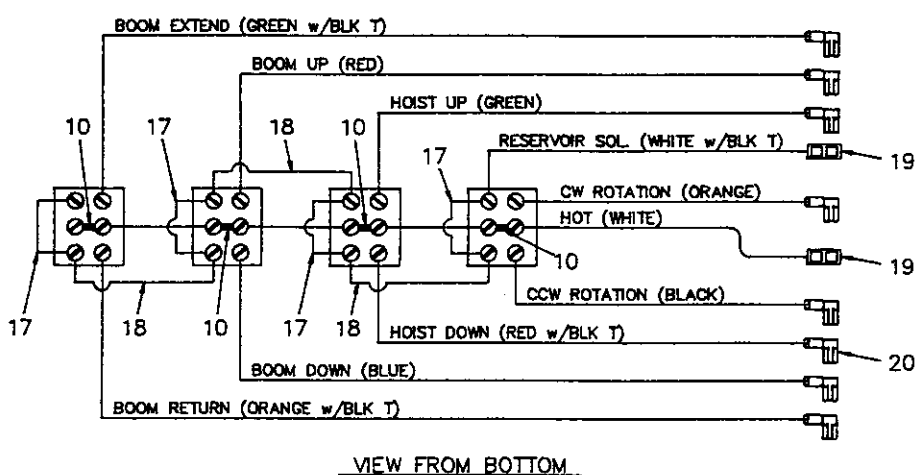 BOOM EXTEND (GREEN w/BLK T)
BOOM UP (RED)
HOIST UP (GREEN)
10
17
18
10
17
RESERVOIR SOL. (WHITE w/BLK T)
19
CW ROTATION (ORANGE)
HOT (WHITE)
10
19
CCW ROTATION (BLACK)
17
18
10
17
18
HOIST DOWN (RED w/BLK T)
20
BOOM DOWN (BLUE)
BOOM RETURN (ORANGE w/BLK T)
VIEW FROM BOTTOM